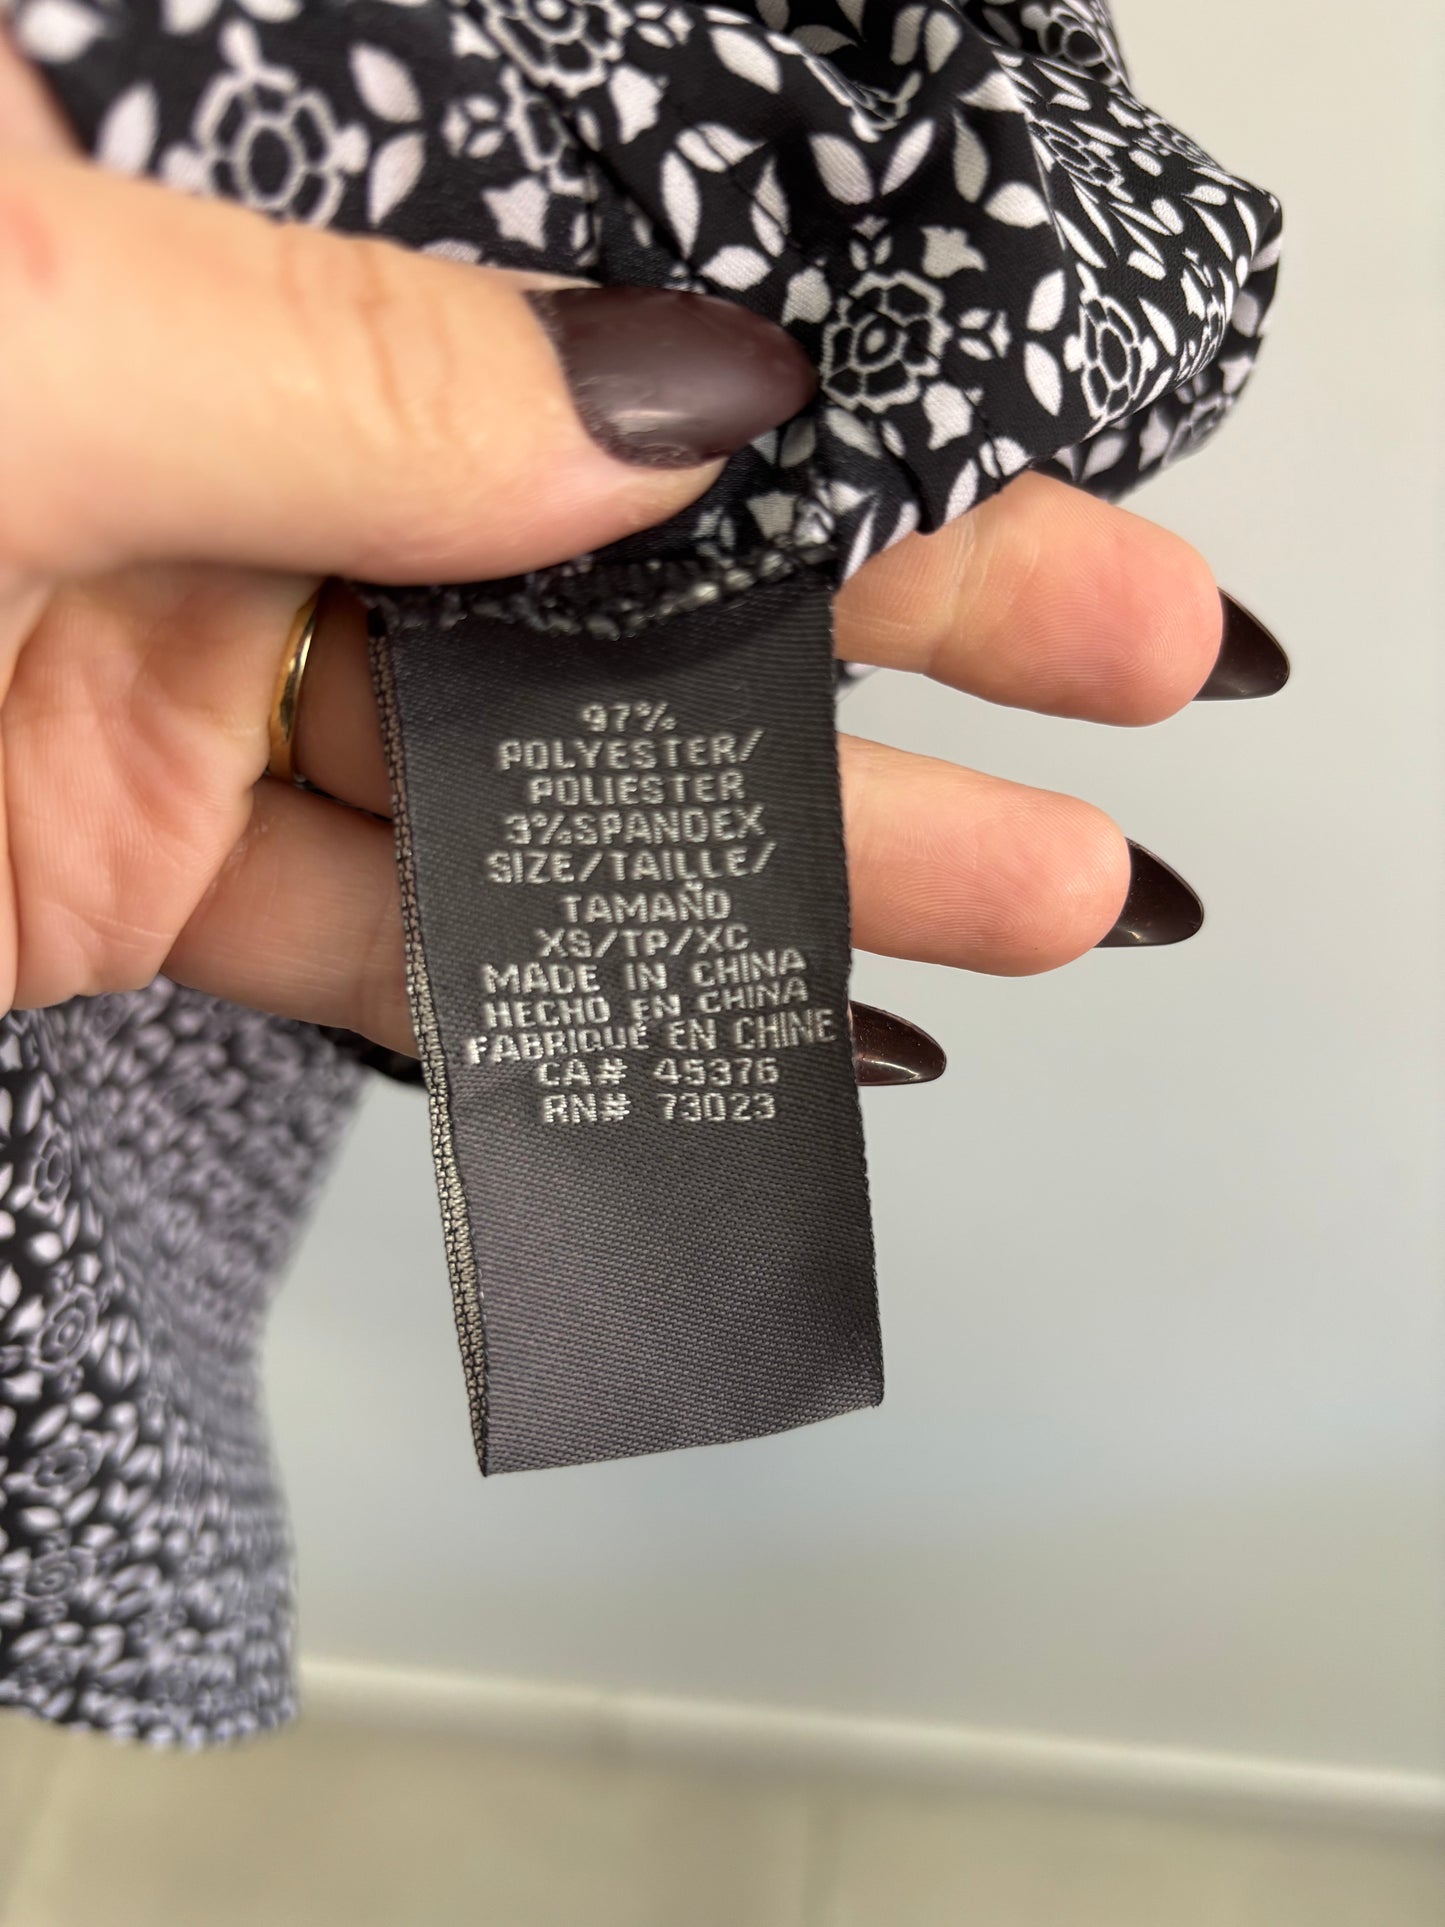 97%
POLYESTER/
POLIESTER
3%SPANDEX
SIZE/TAILLE/
TAMAÑO
XS/TP/XC
MADE IN CHINA
HECHO EN CHINA
FABRIQUÉ EN CHINE
CA# 45376
RN# 73023